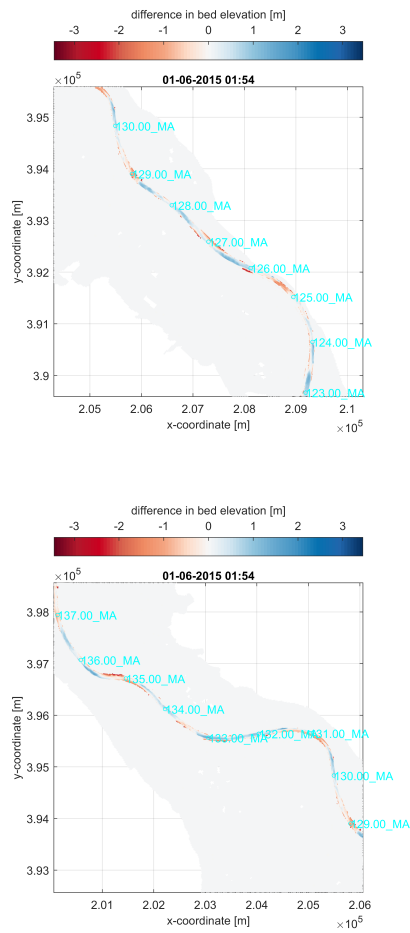 difference in bed elevation [m]
-3 -2 -1 0 1 2 3
×10^5
01-06-2015 01:54
3.95
130.00_MA
3.94
129.00_MA
128.00_MA
3.93
127.00_MA
3.92
126.00_MA
125.00_MA
3.91
124.00_MA
3.9
123.00_MA
y-coordinate [m]
2.05 2.06 2.07 2.08 2.09 2.1
x-coordinate [m]
×10^5
difference in bed elevation [m]
-3 -2 -1 0 1 2 3
×10^5
01-06-2015 01:54
3.98
137.00_MA
3.97
136.00_MA
135.00_MA
3.96
134.00_MA
133.00_MA 132.00_MA 131.00_MA
3.95
130.00_MA
3.94
129.00_MA
3.93
y-coordinate [m]
2.01 2.02 2.03 2.04 2.05 2.06
x-coordinate [m]
×10^5